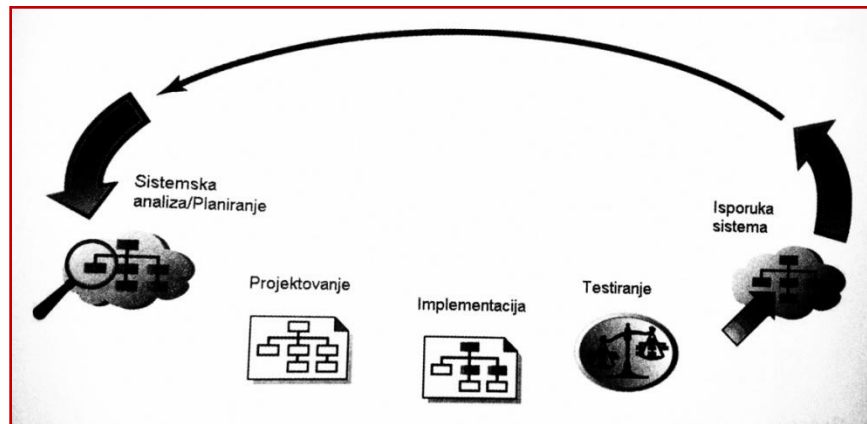 Sistemska
analiza/Planiranje
Projektovanje
Implementacija
Testiranje
Isporuka
sistema